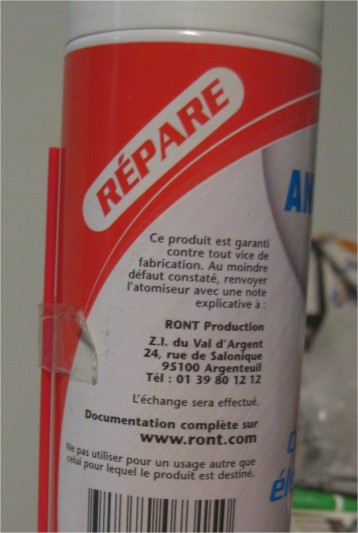 RÉPARE
AN
Ce produit est garanti
contre tout vice de
fabrication. Au moindre
défaut constaté, renvoyer
l'atomiseur avec une note
explicative à :
RONT Production
Z.I. du Val d'Argent
24, rue de Salonique
95100 Argenteuil
Tél : 01 39 80 12 12
L'échange sera effectué.
Documentation complète sur
www.ront.com
Ne pas utiliser pour un usage autre que
celui pour lequel le produit est destiné.